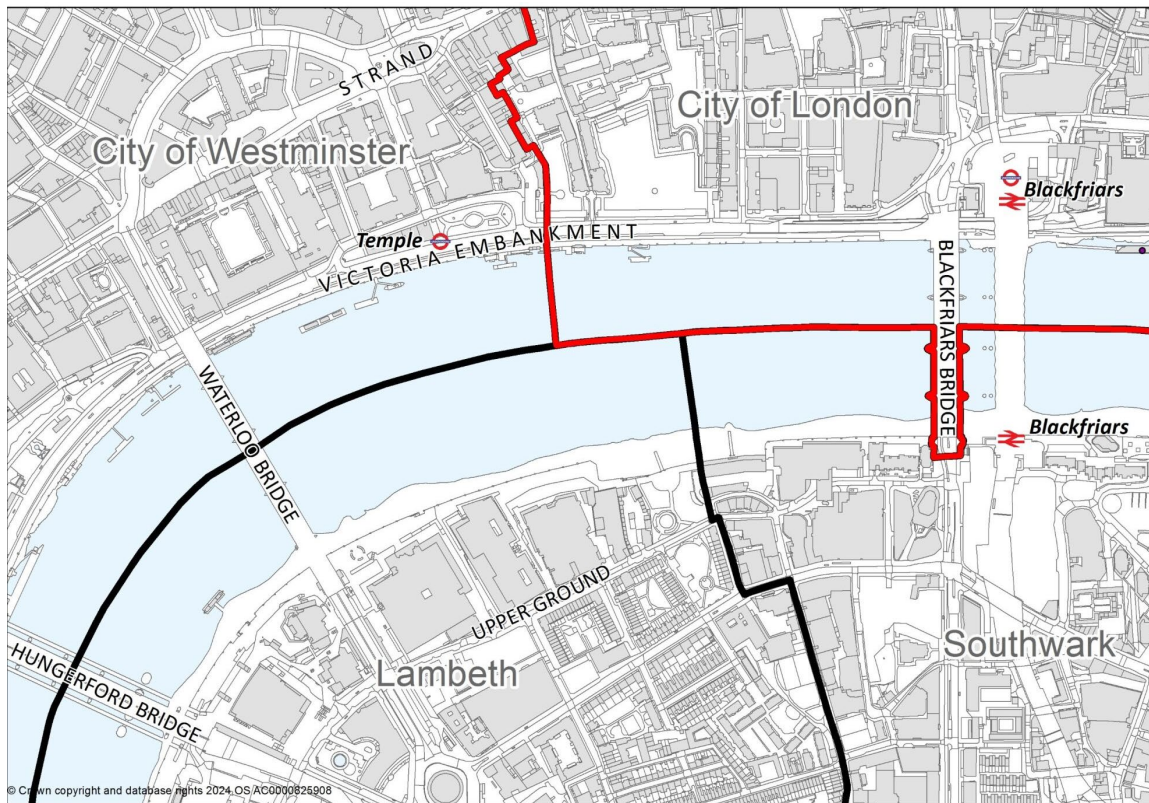 STRAND
City of London
City of Westminster
Blackfriars
Temple
VICTORIA EMBANKMENT
BLACKFRIARS BRIDGE
WATERLOO BRIDGE
Blackfriars
UPPER GROUND
Southwark
Lambeth
HUNGERFORD BRIDGE
© Crown copyright and database rights 2024 OS AC0000825908